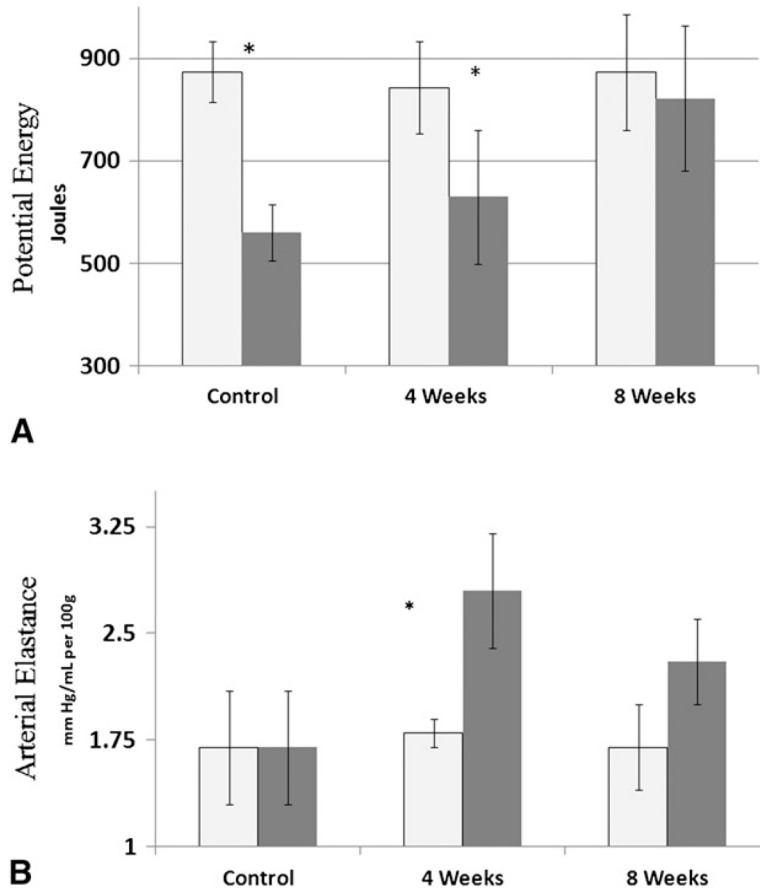 900
700
500
300
Potential Energy
Joules
*
*
Control 4 Weeks 8 Weeks
A
3.25
2.5
1.75
1
Arterial Elastance
mm Hg/mL per 100g
*
Control 4 Weeks 8 Weeks
B